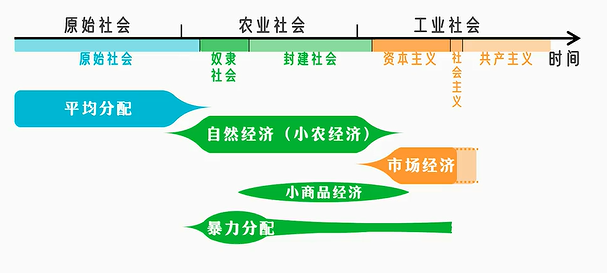 原始社会 农业社会 工业社会
原始社会 奴隶社会 封建社会 资本主义 社会主义 共产主义 时间
平均分配
自然经济（小农经济）
市场经济
小商品经济
暴力分配